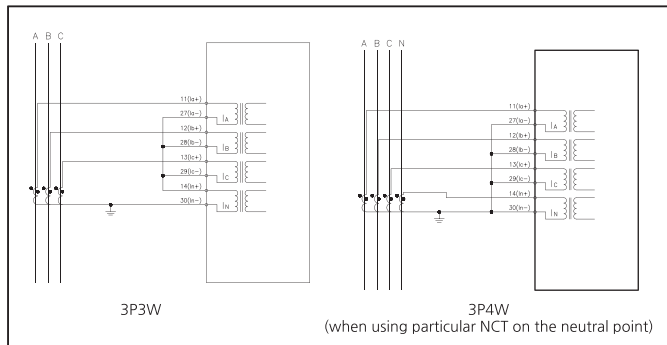 A B C
11(Ia+)
27(Ia-)
IA
12(Ib+)
28(Ib-)
IB
13(Ic+)
29(Ic-)
IC
14(In+)
30(In-)
IN
3P3W
A B C N
11(Ia+)
27(Ia-)
IA
12(Ib+)
28(Ib-)
IB
13(Ic+)
29(Ic-)
IC
14(In+)
30(In-)
IN
3P4W
(when using particular NCT on the neutral point)